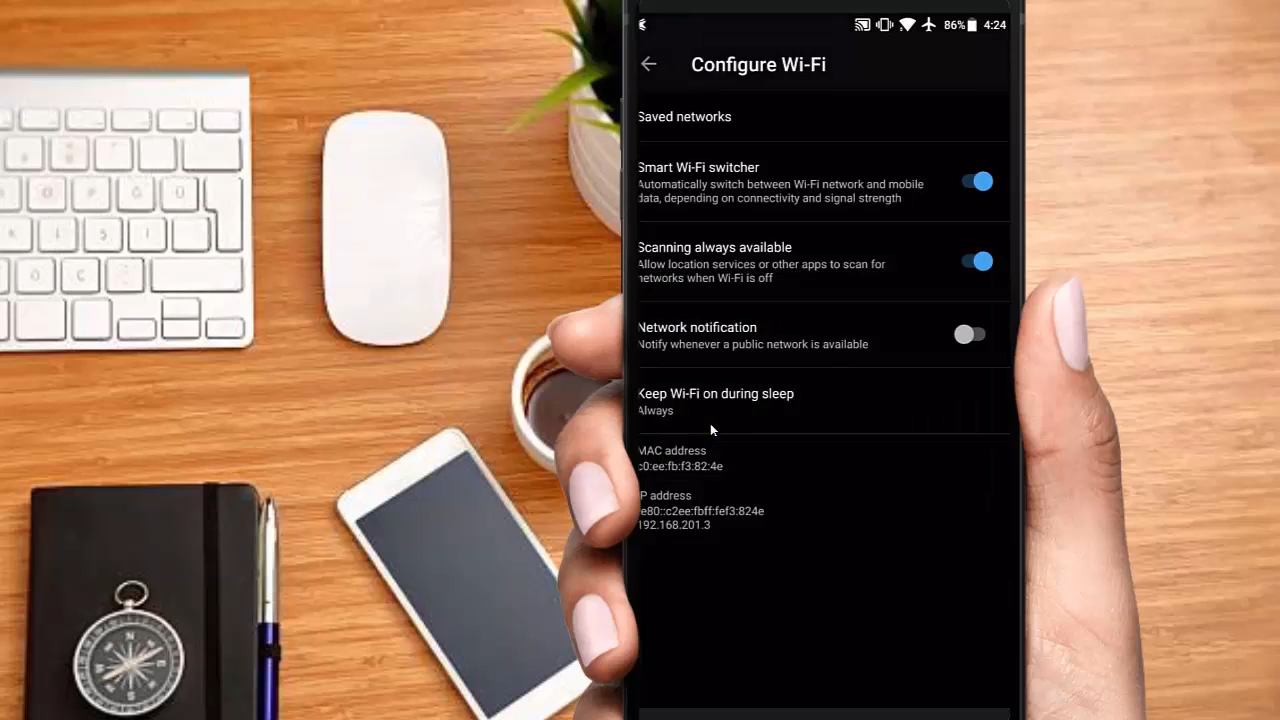 86% 4:24
Configure Wi-Fi
Saved networks
Smart Wi-Fi switcher
Automatically switch between Wi-Fi network and mobile
data, depending on connectivity and signal strength
Scanning always available
Allow location services or other apps to scan for
networks when Wi-Fi is off
Network notification
Notify whenever a public network is available
Keep Wi-Fi on during sleep
Always
MAC address
c0:ee:fb:f3:82:4e
IP address
fe80::c2ee:fbff:fef3:824e
192.168.201.3
N
E
S